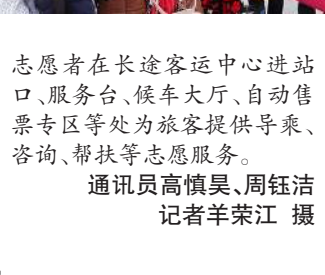 志愿者在长途客运中心进站
口、服务台、候车大厅、自动售
票专区等处为旅客提供导乘、
咨询、帮扶等志愿服务。
通讯员高慎昊、周钰洁
记者羊荣江 摄